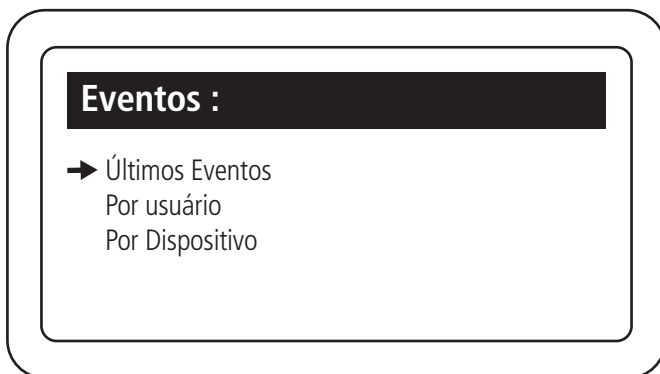 Eventos :
Últimos Eventos
Por usuário
Por Dispositivo